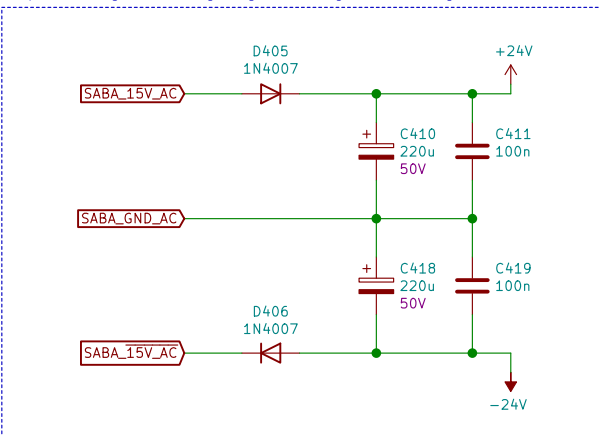 D405
1N4007
+24V
SABA_15V_AC
+
C410
220u
50V
C411
100n
SABA_GND_AC
+
C418
220u
50V
C419
100n
D406
1N4007
SABA_15V_AC
-24V